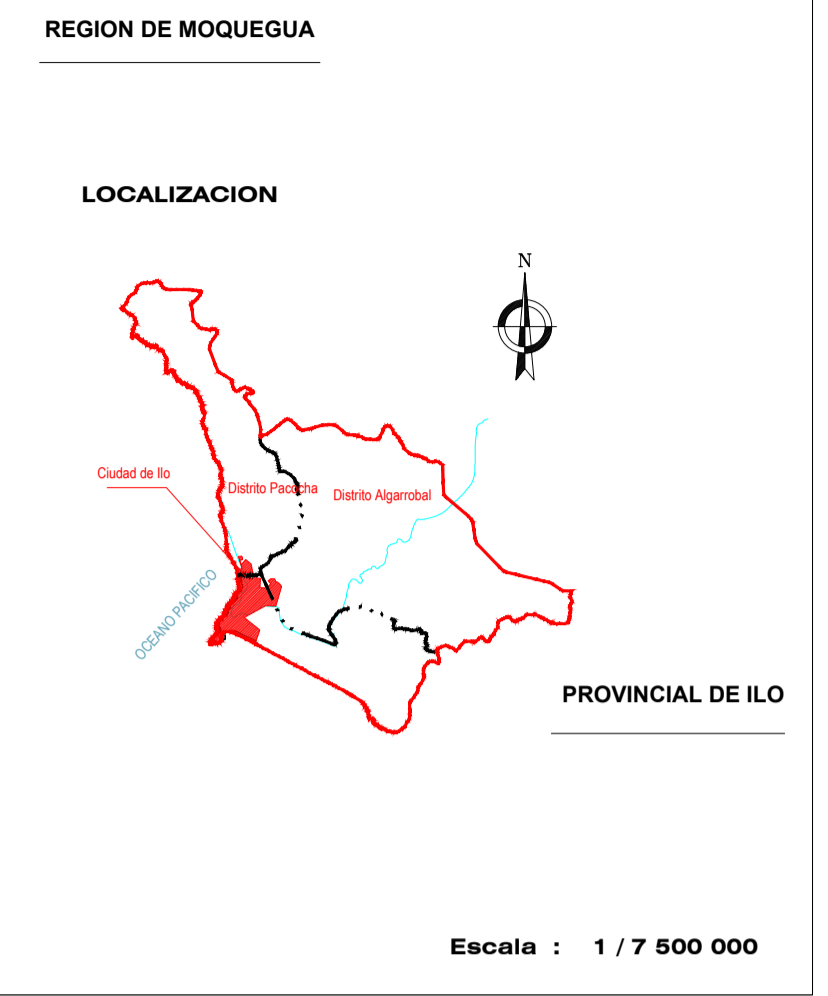 REGION DE MOQUEGUA
LOCALIZACION
N
Ciudad de Ilo
Distrito Pacocha
Distrito Algarrobal
OCEANO PACIFICO
PROVINCIAL DE ILO
Escala : 1 / 7 500 000